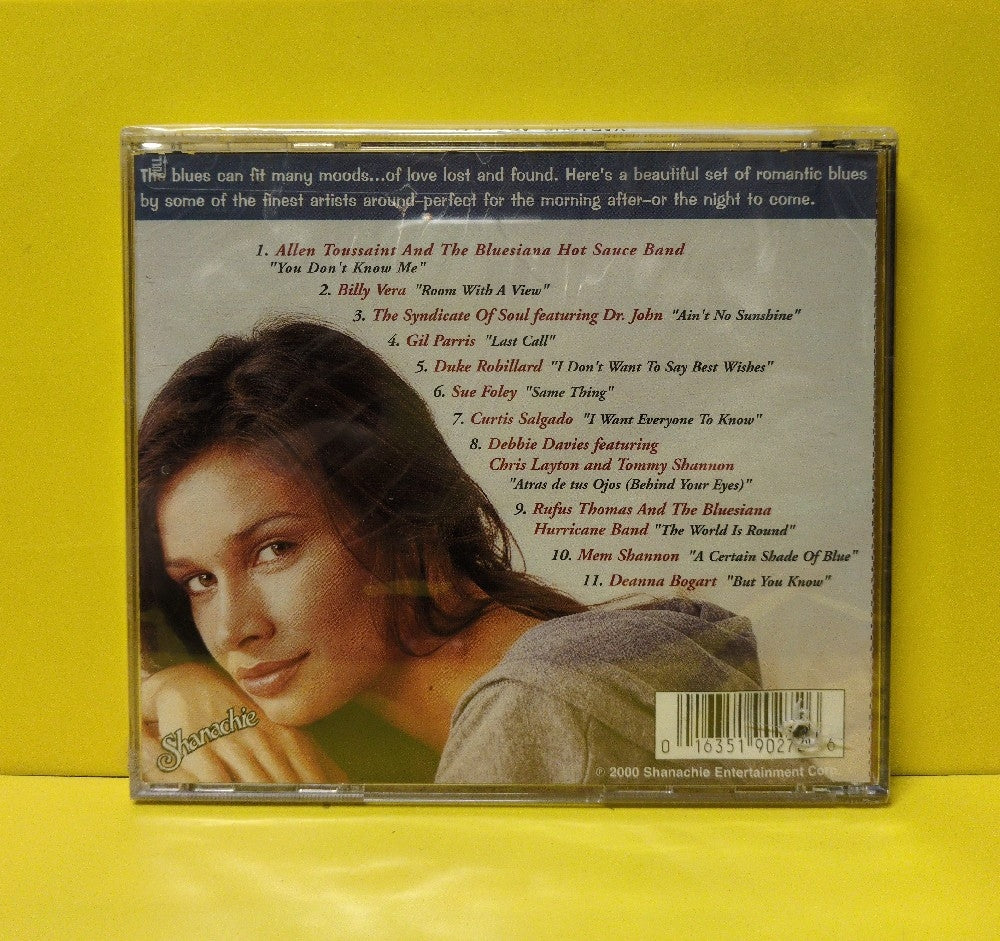 The blues can fit many moods...of love lost and found. Here's a beautiful set of romantic blues
by some of the finest artists around–perfect for the morning after–or the night to come.
1. Allen Toussaint And The Bluesiana Hot Sauce Band
"You Don't Know Me"
2. Billy Vera "Room With A View"
3. The Syndicate Of Soul featuring Dr. John "Ain't No Sunshine"
4. Gil Parris "Last Call"
5. Duke Robillard "I Don't Want To Say Best Wishes"
6. Sue Foley "Same Thing"
7. Curtis Salgado "I Want Everyone To Know"
8. Debbie Davies featuring
Chris Layton and Tommy Shannon
"Atras de tus Ojos (Behind Your Eyes)"
9. Rufus Thomas And The Bluesiana
Hurricane Band "The World Is Round"
10. Mem Shannon "A Certain Shade Of Blue"
11. Deanna Bogart "But You Know"
Shanachie
0 16351 6
℗ 2000 Shanachie Entertainment Corp.